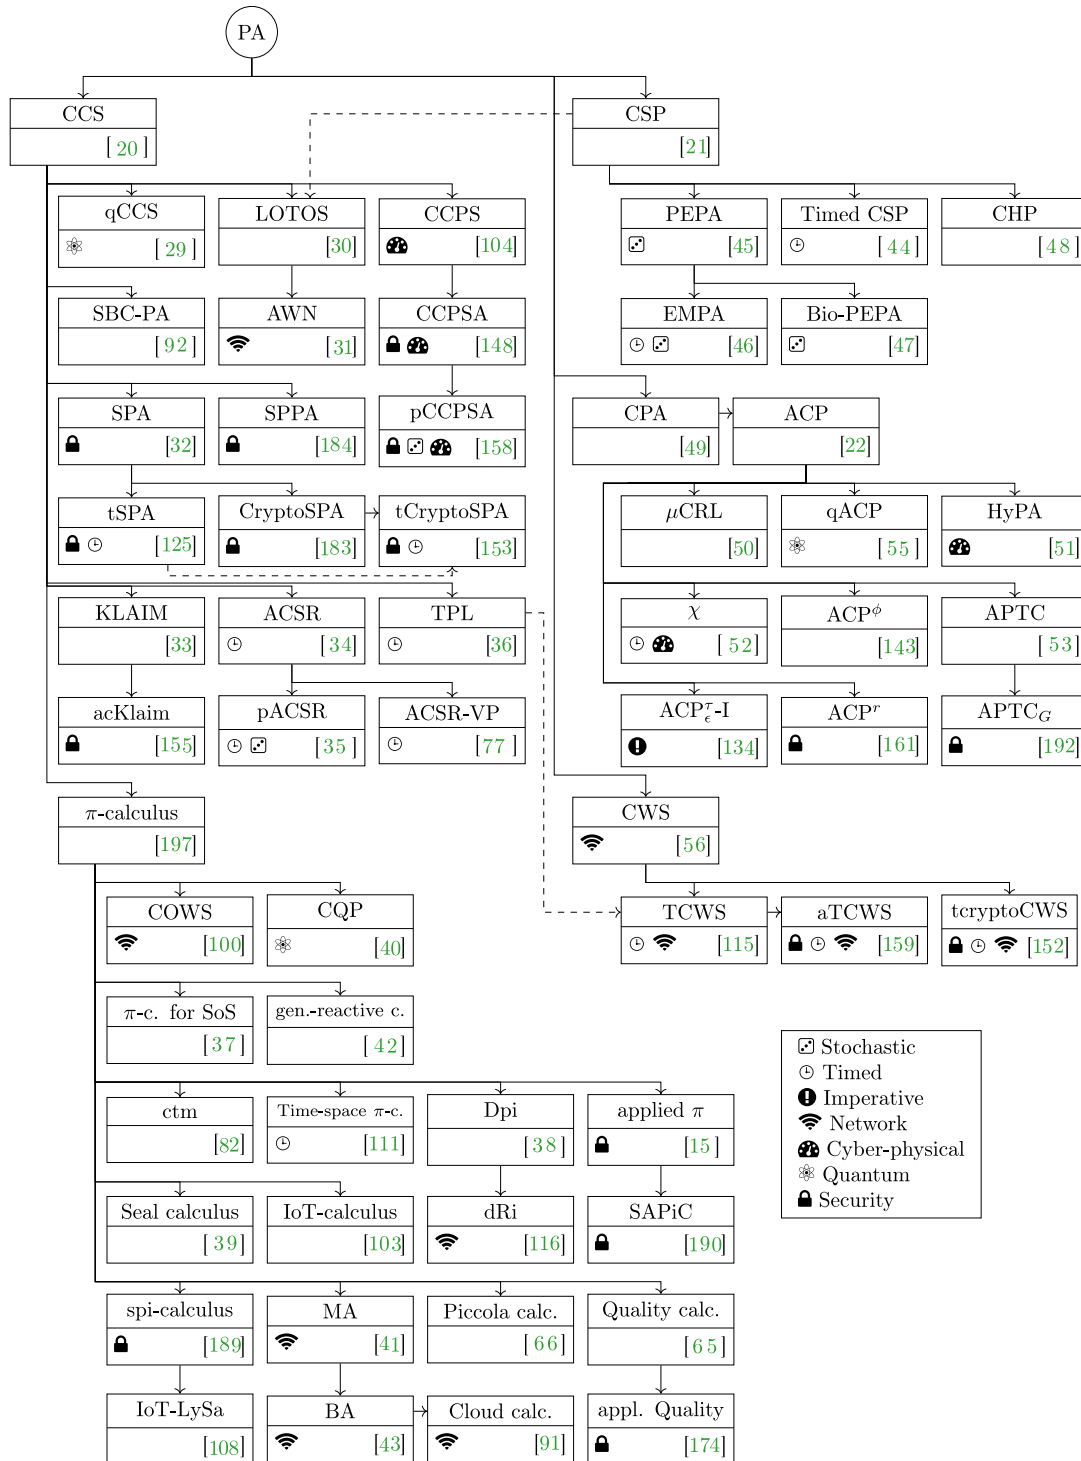 PA
CCS
[20]
CSP
[21]
qCCS
[29]
LOTOS
[30]
CCPS
[104]
PEPA
[45]
Timed CSP
[44]
CHP
[48]
SBC-PA
[92]
AWN
[31]
CCPSA
[148]
EMPA
[46]
Bio-PEPA
[47]
SPA
[32]
SPPA
[184]
pCCPSA
[158]
CPA
[49]
ACP
[22]
tSPA
[125]
CryptoSPA
[183]
tCryptoSPA
[153]
μCRL
[50]
qACP
[55]
HyPA
[51]
KLAIM
[33]
ACSR
[34]
TPL
[36]
χ
[52]
ACP^ϕ
[143]
APTC
[53]
acKlaim
[155]
pACSR
[35]
ACSR-VP
[77]
ACP^τ_ϵ-I
[134]
ACP^r
[161]
APTC_G
[192]
π-calculus
[197]
CWS
[56]
COWS
[100]
CQP
[40]
TCWS
[115]
aTCWS
[159]
tcryptoCWS
[152]
π-c. for SoS
[37]
gen.-reactive c.
[42]
ctm
[82]
Time-space π-c.
[111]
Dpi
[38]
applied π
[15]
Seal calculus
[39]
IoT-calculus
[103]
dRi
[116]
SAPiC
[190]
spi-calculus
[189]
MA
[41]
Piccola calc.
[66]
Quality calc.
[65]
IoT-LySa
[108]
BA
[43]
Cloud calc.
[91]
appl. Quality
[174]
Stochastic
Timed
Imperative
Network
Cyber-physical
Quantum
Security